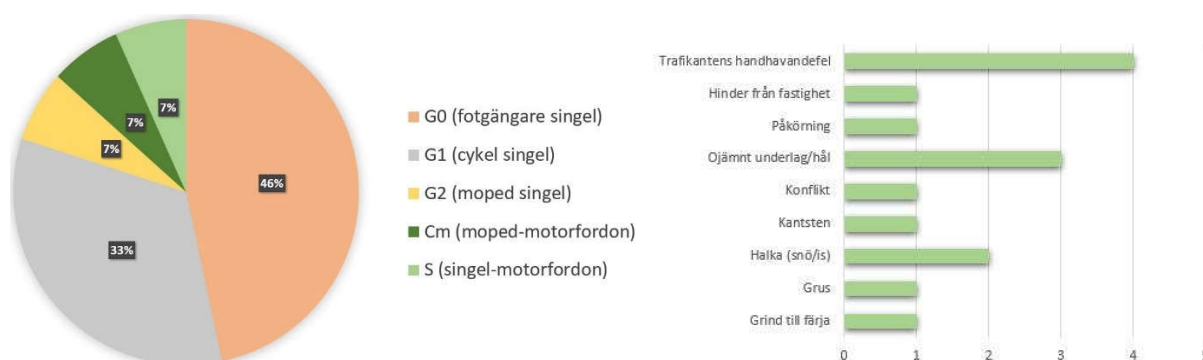 7%
7%
7%
46%
33%
G0 (fotgängare singel)
G1 (cykel singel)
G2 (moped singel)
Cm (moped-motorfordon)
S (singel-motorfordon)
Trafikantens handhavandefel
Hinder från fastighet
Påkörning
Ojämnt underlag/hål
Konflikt
Kantsten
Halka (snö/is)
Grus
Grind till färja
0 1 2 3 4